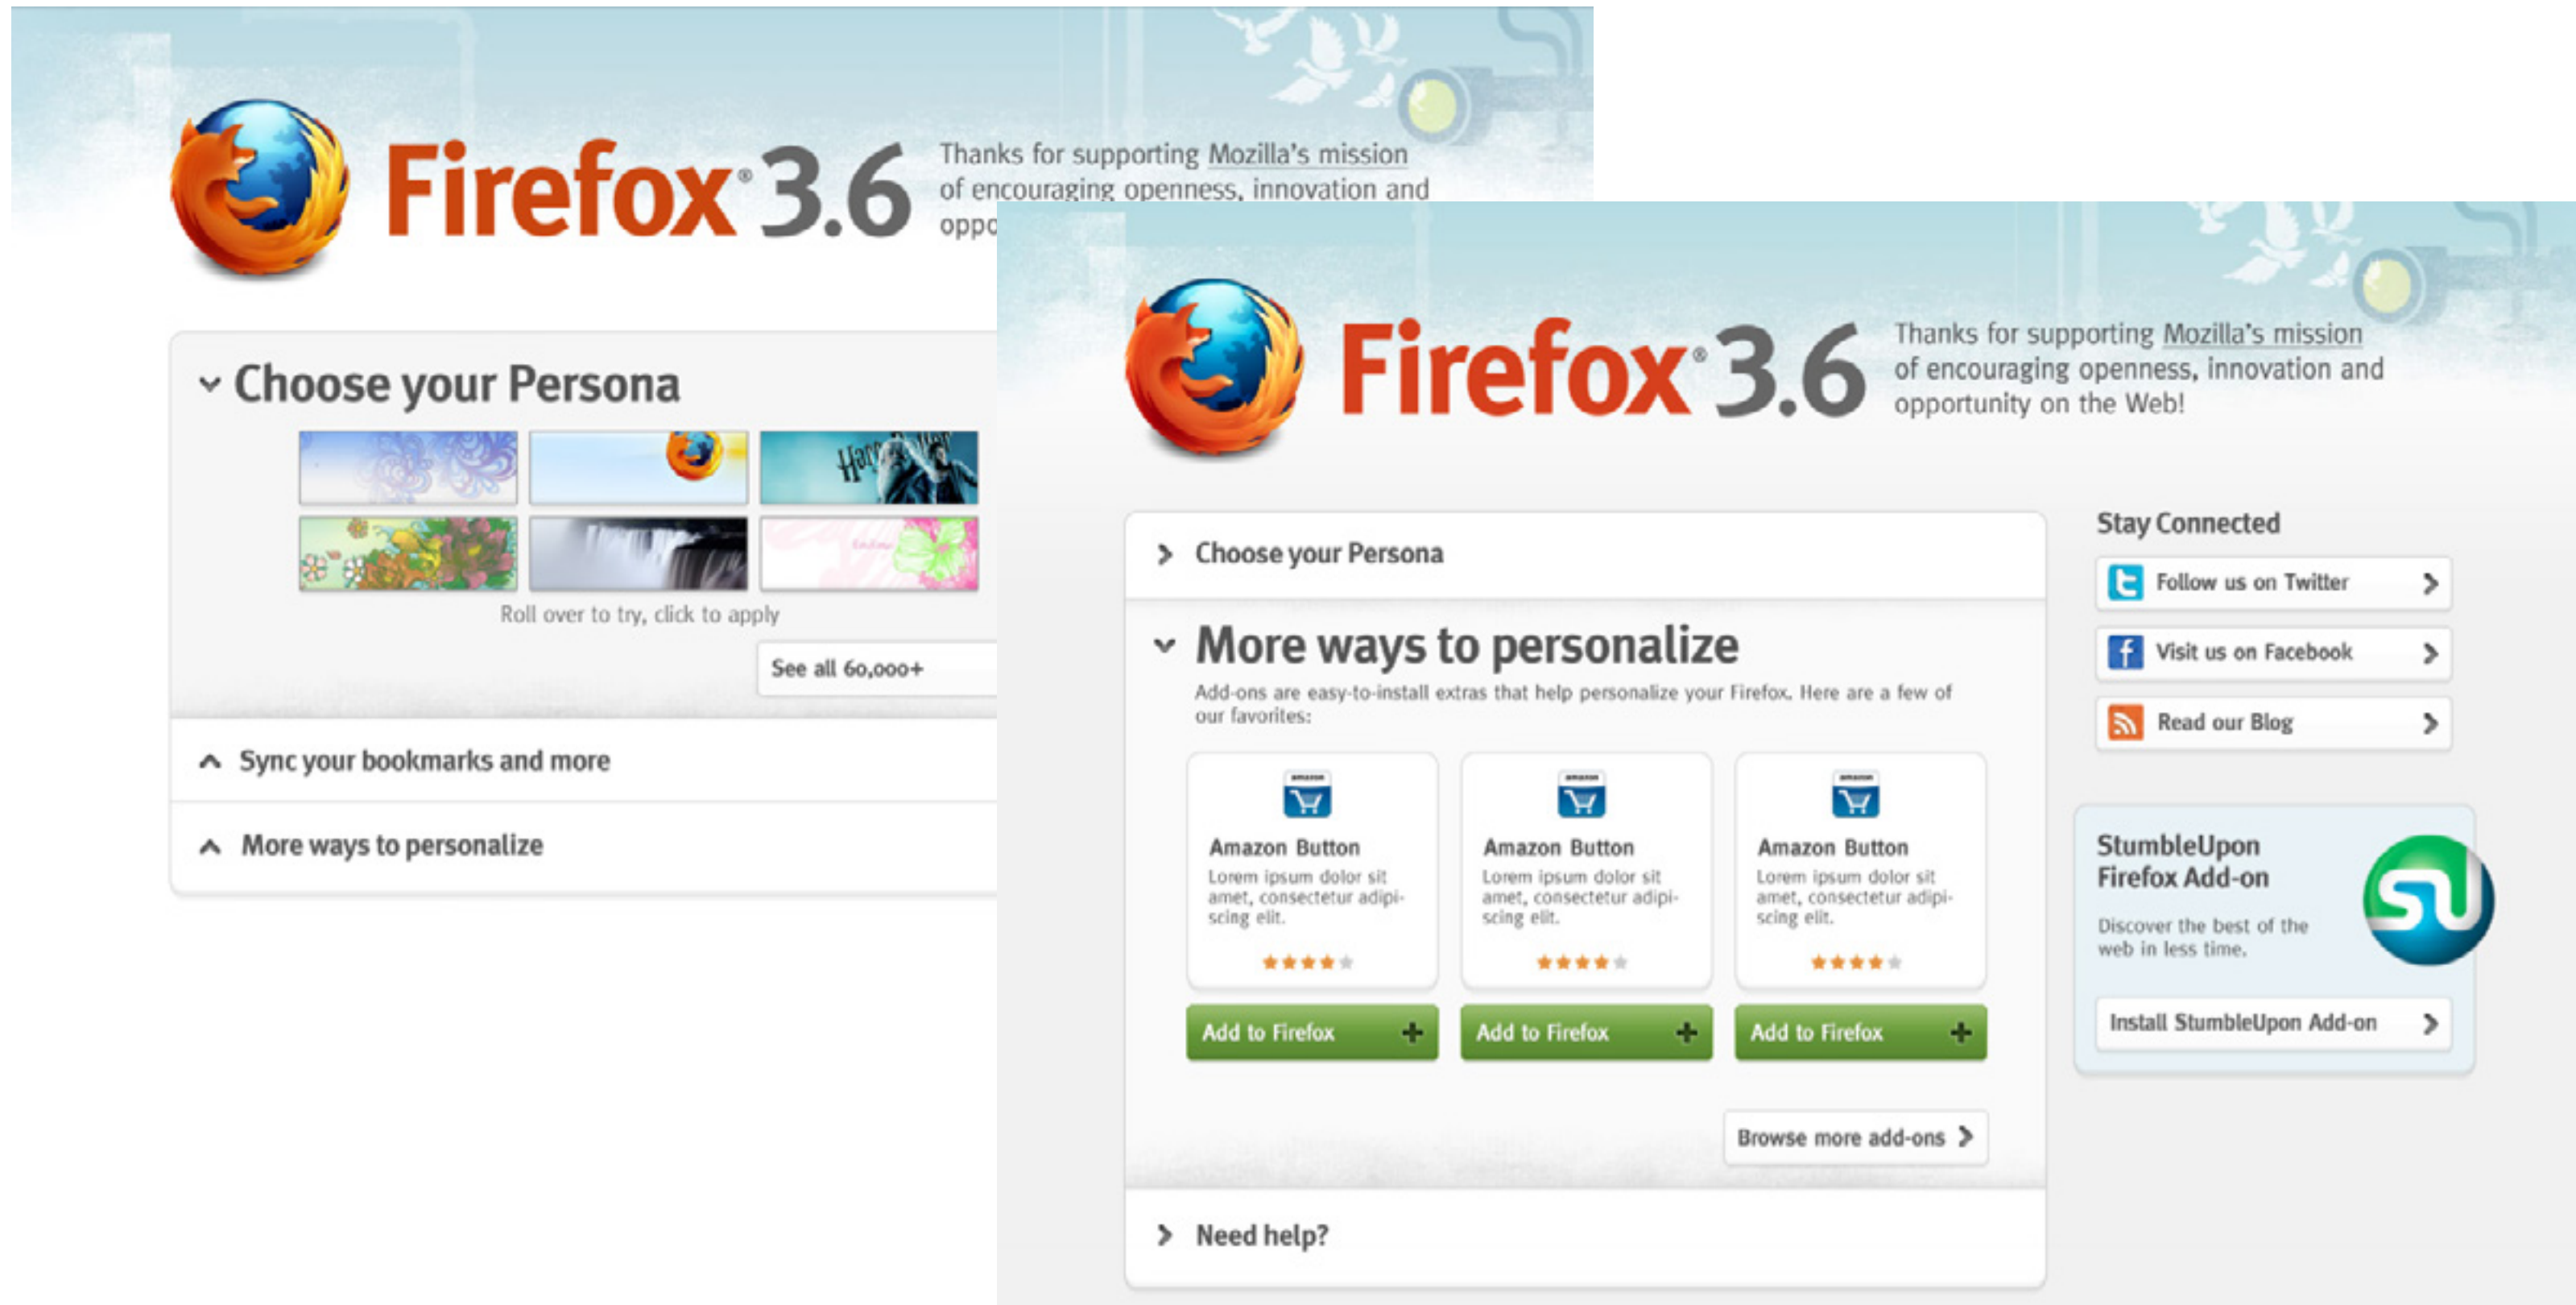 Firefox® 3.6
Thanks for supporting Mozilla's mission
of encouraging openness, innovation and
oppo
Choose your Persona
Roll over to try, click to apply
See all 60,000+
Sync your bookmarks and more
More ways to personalize
Firefox® 3.6
Thanks for supporting Mozilla's mission
of encouraging openness, innovation and
opportunity on the Web!
Choose your Persona
More ways to personalize
Add-ons are easy-to-install extras that help personalize your Firefox. Here are a few of
our favorites:
amazon
Amazon Button
Lorem ipsum dolor sit
amet, consectetur adipi-
scing elit.
Add to Firefox
amazon
Amazon Button
Lorem ipsum dolor sit
amet, consectetur adipi-
scing elit.
Add to Firefox
amazon
Amazon Button
Lorem ipsum dolor sit
amet, consectetur adipi-
scing elit.
Add to Firefox
Browse more add-ons
Need help?
Stay Connected
Follow us on Twitter
Visit us on Facebook
Read our Blog
StumbleUpon
Firefox Add-on
Discover the best of the
web in less time.
Install StumbleUpon Add-on